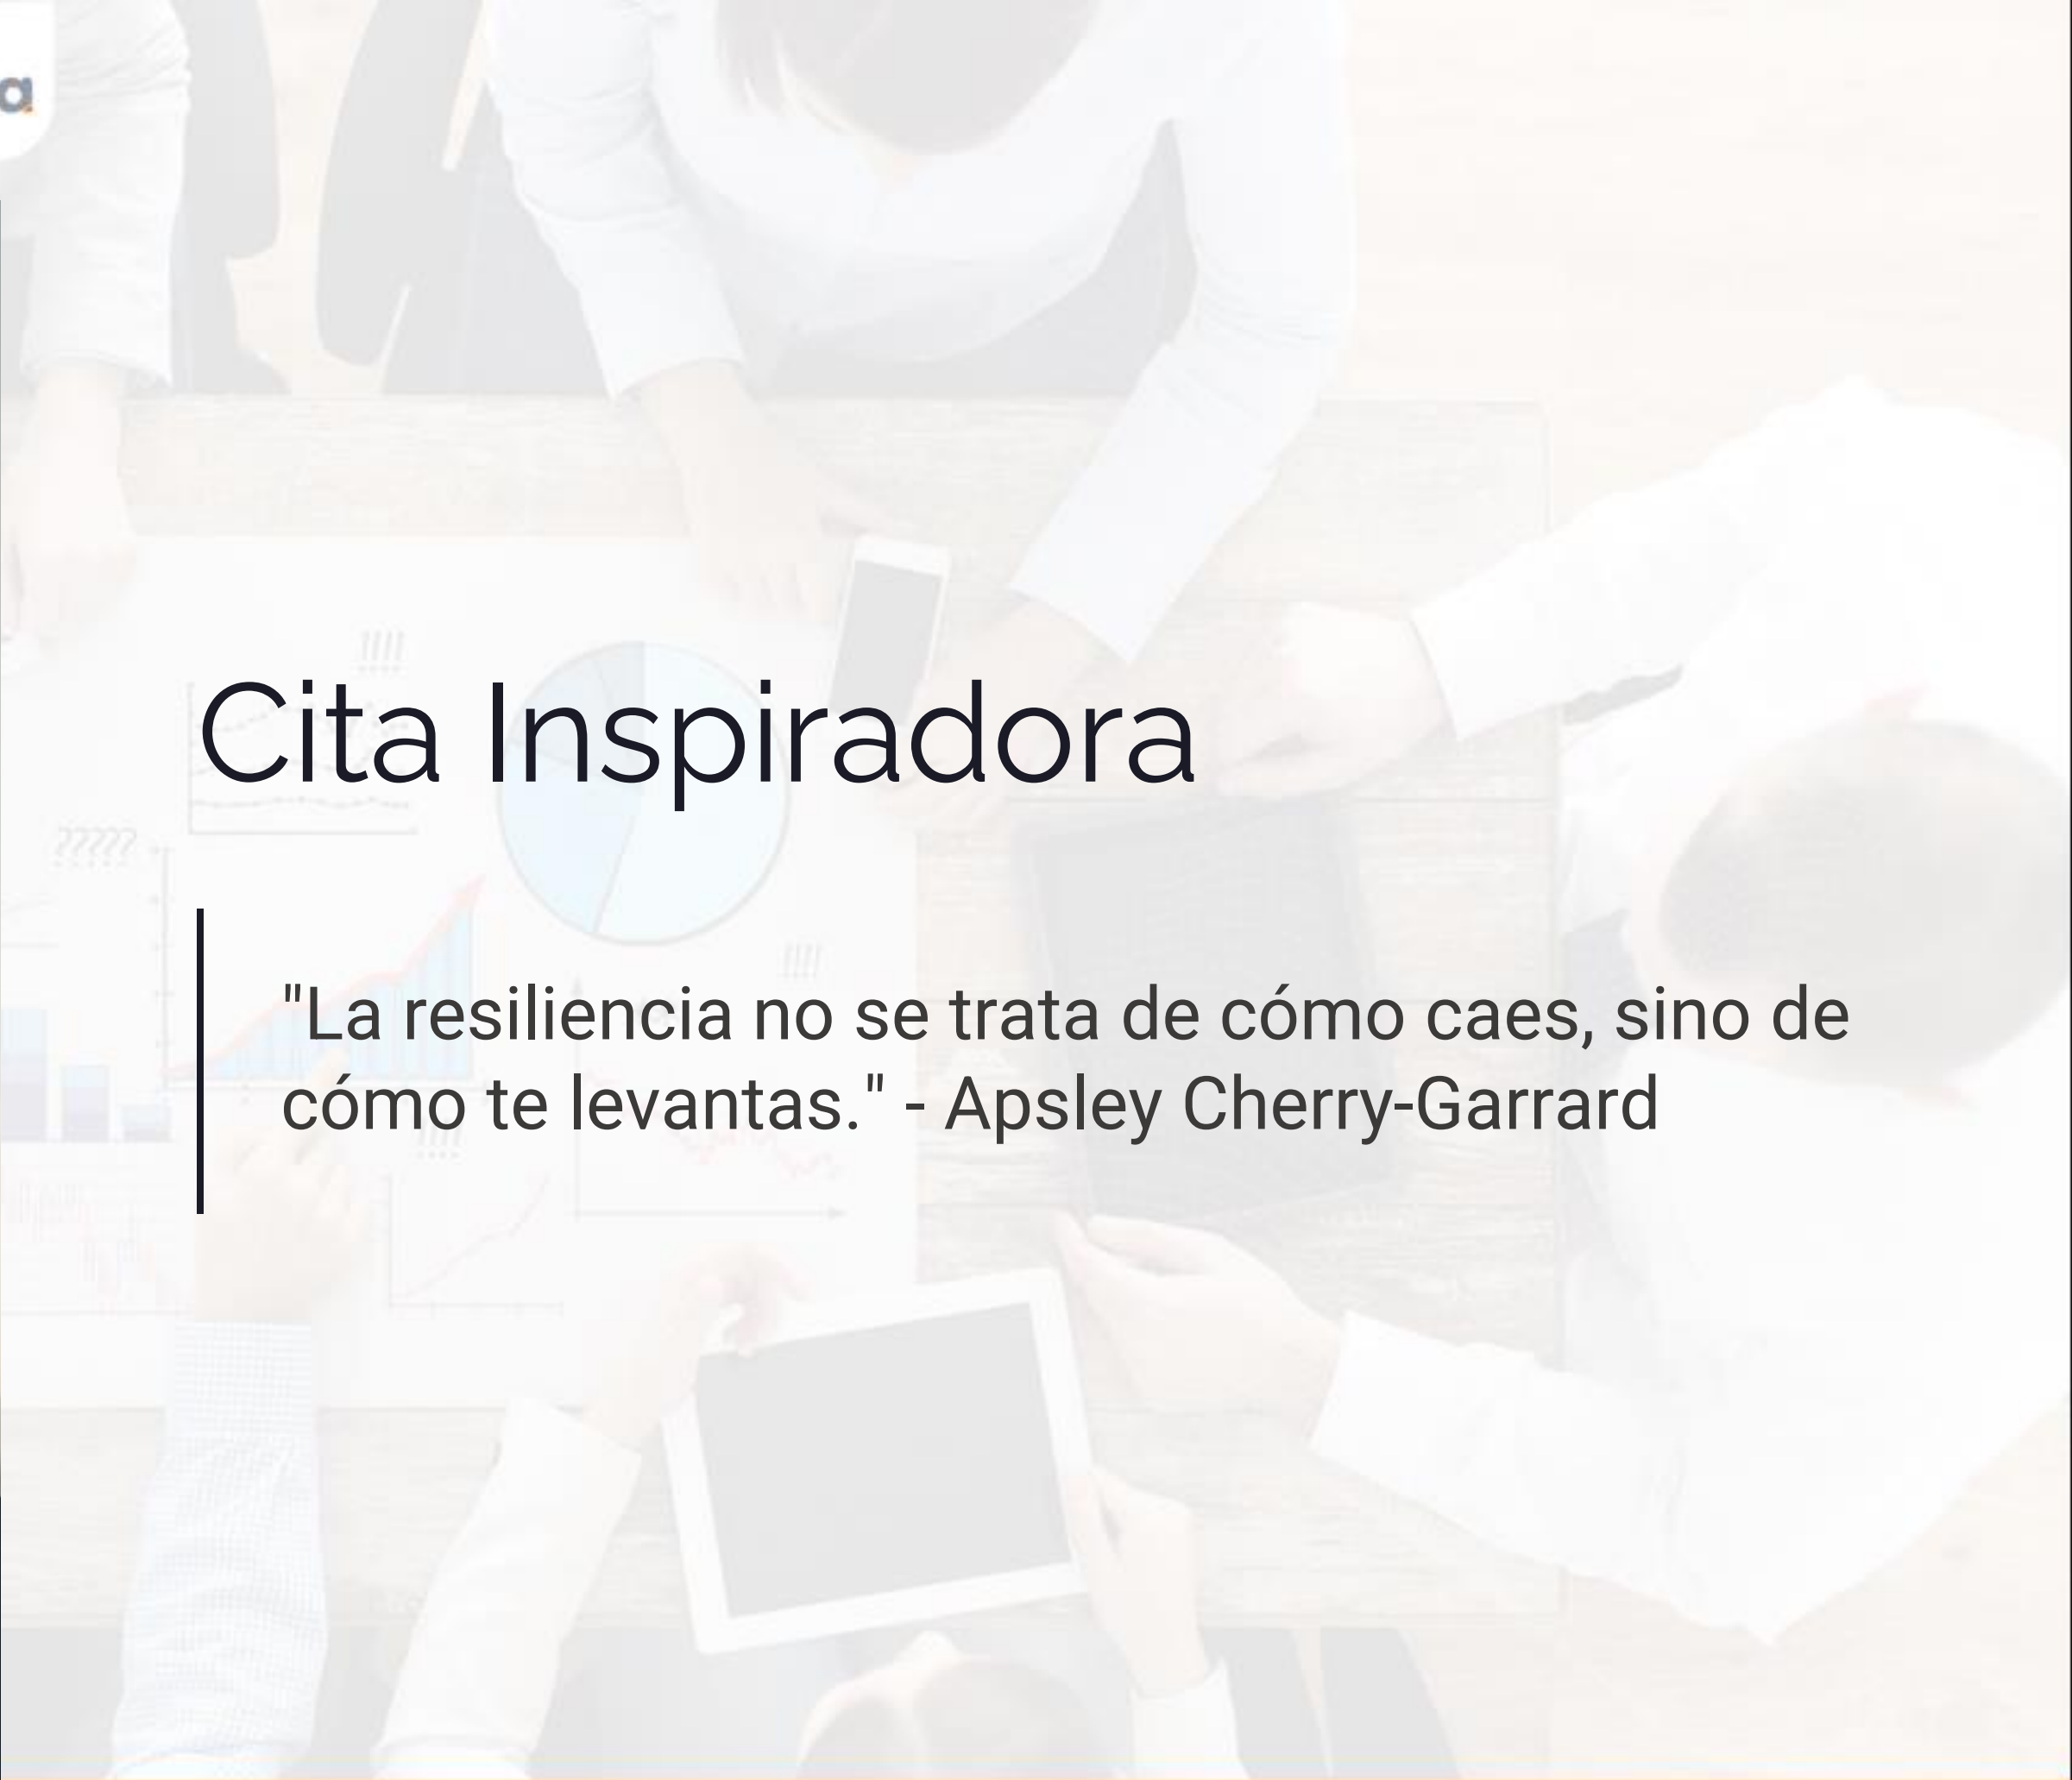 a
Cita Inspiradora
!!!!
?????
!!!!
"La resiliencia no se trata de cómo caes, sino de
cómo te levantas." - Apsley Cherry-Garrard
!!!!